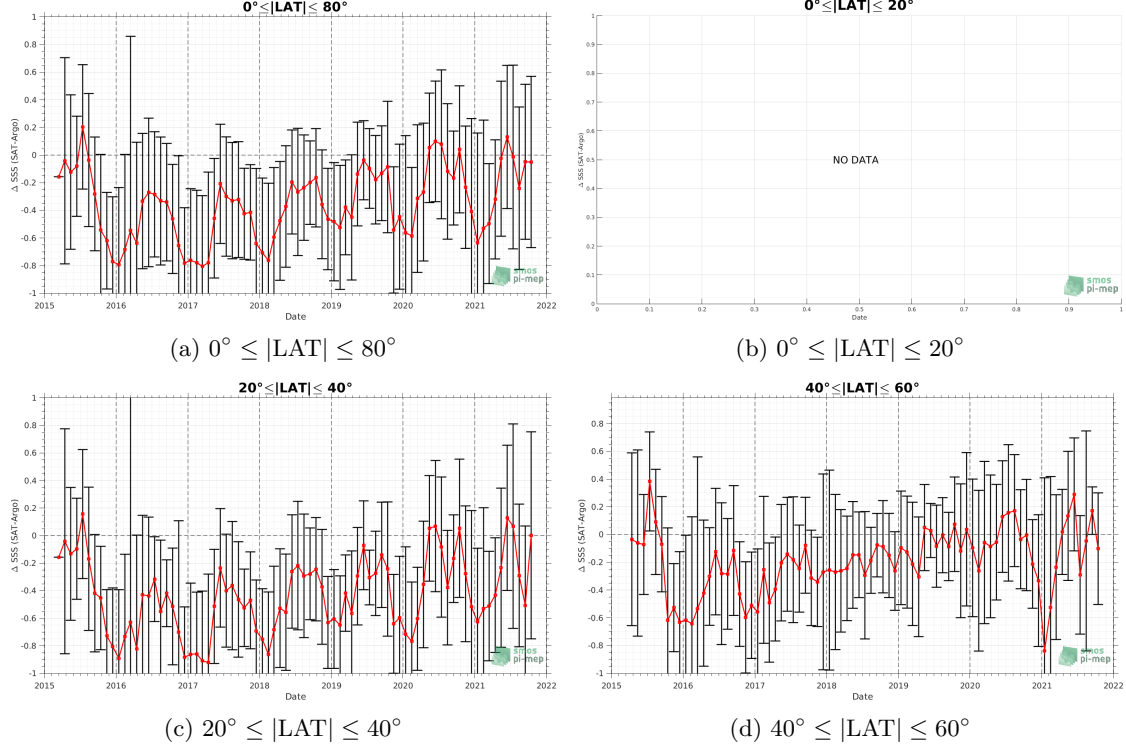 0°≤|LAT|≤ 80°
1
0.8
0.6
0.4
0.2
0
-0.2
-0.4
-0.6
-0.8
-1
Δ SSS (SAT-Argo)
2015 2016 2017 2018 2019 2020 2021 2022
Date
smos
pi-mep
(a) 0° ≤ |LAT| ≤ 80°
0°≤|LAT|≤ 20°
1
0.9
0.8
0.7
0.6
0.5
0.4
0.3
0.2
0.1
0
Δ SSS (SAT-Argo)
NO DATA
0 0.1 0.2 0.3 0.4 0.5 0.6 0.7 0.8 0.9 1
Date
smos
pi-mep
(b) 0° ≤ |LAT| ≤ 20°
20°≤|LAT|≤ 40°
1
0.8
0.6
0.4
0.2
0
-0.2
-0.4
-0.6
-0.8
-1
Δ SSS (SAT-Argo)
2015 2016 2017 2018 2019 2020 2021 2022
Date
smos
pi-mep
(c) 20° ≤ |LAT| ≤ 40°
40°≤|LAT|≤ 60°
0.8
0.6
0.4
0.2
0
-0.2
-0.4
-0.6
-0.8
-1
Δ SSS (SAT-Argo)
2015 2016 2017 2018 2019 2020 2021 2022
Date
smos
pi-mep
(d) 40° ≤ |LAT| ≤ 60°